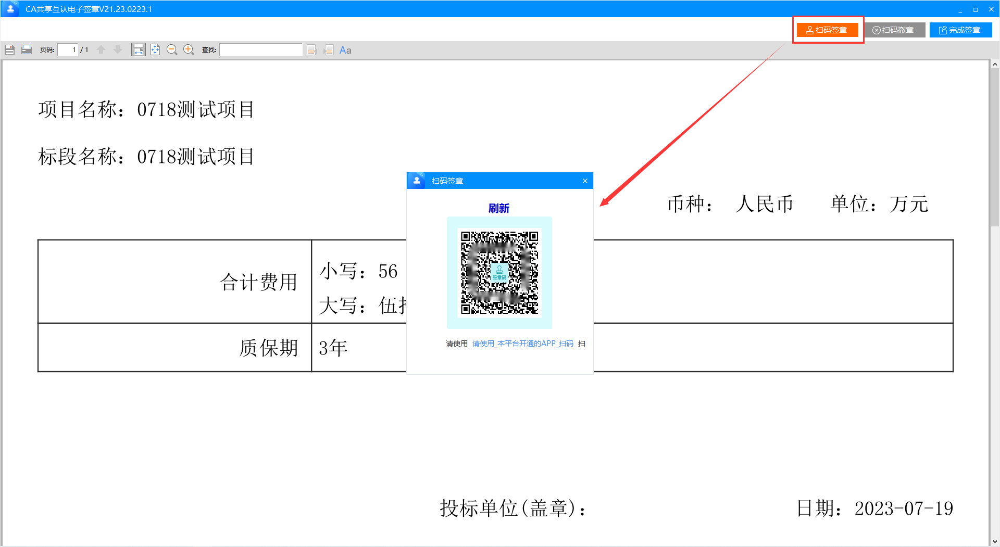 CA共享互认电子签章V21.23.0223.1
扫码签章 扫码撤章 完成签章
页码: 1 / 1 查找: Aa
项目名称：0718测试项目
标段名称：0718测试项目
币种： 人民币 单位：万元
合计费用
小写：56
大写：伍
质保期 3年
扫码签章
刷新
签章码
请使用 请使用_本平台开通的APP_扫码 扫
投标单位(盖章)： 日期：2023-07-19